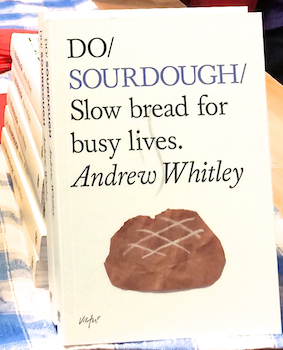 DO/
SOURDOUGH/
Slow bread for
busy lives.
Andrew Whitley